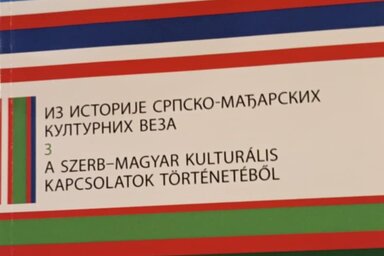 ИЗ ИСТОРИЈЕ СРПСКО-МАЂАРСКИХ
КУЛТУРНИХ ВЕЗА
3
A SZERB–MAGYAR KULTURÁLIS
KAPCSOLATOK TÖRTÉNETÉBŐL